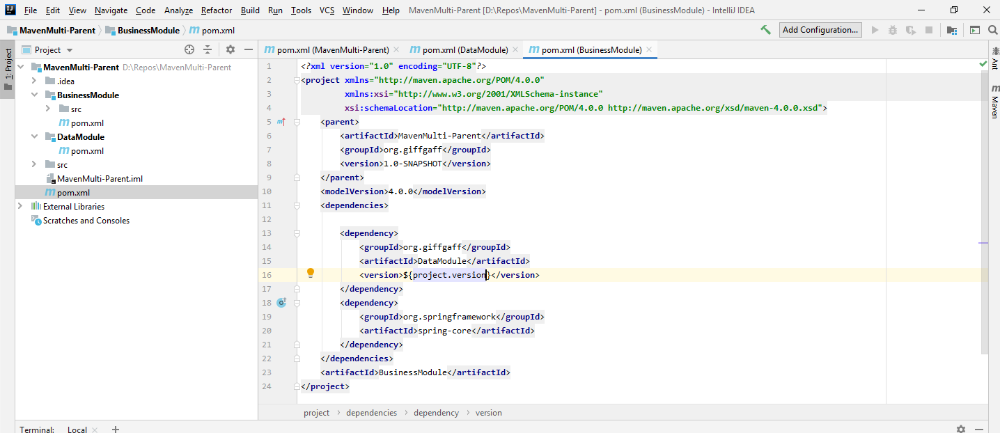 File Edit View Navigate Code Analyze Refactor Build Run Tools VCS Window Help MavenMulti-Parent [D:\Repos\MavenMulti-Parent] - pom.xml (BusinessModule) - IntelliJ IDEA
MavenMulti-Parent BusinessModule pom.xml Add Configuration...
Project
pom.xml (MavenMulti-Parent) pom.xml (DataModule) pom.xml (BusinessModule)
1: Project
MavenMulti-Parent D:\Repos\MavenMulti-Parent
.idea
BusinessModule
src
pom.xml
DataModule
pom.xml
src
MavenMulti-Parent.iml
pom.xml
External Libraries
Scratches and Consoles
1 <?xml version="1.0" encoding="UTF-8"?>
2 <project xmlns="http://maven.apache.org/POM/4.0.0"
3 xmlns:xsi="http://www.w3.org/2001/XMLSchema-instance"
4 xsi:schemaLocation="http://maven.apache.org/POM/4.0.0 http://maven.apache.org/xsd/maven-4.0.0.xsd">
5 <parent>
6 <artifactId>MavenMulti-Parent</artifactId>
7 <groupId>org.giffgaff</groupId>
8 <version>1.0-SNAPSHOT</version>
9 </parent>
10 <modelVersion>4.0.0</modelVersion>
11 <dependencies>
12
13 <dependency>
14 <groupId>org.giffgaff</groupId>
15 <artifactId>DataModule</artifactId>
16 <version>${project.version}</version>
17 </dependency>
18 <dependency>
19 <groupId>org.springframework</groupId>
20 <artifactId>spring-core</artifactId>
21 </dependency>
22 </dependencies>
23 <artifactId>BusinessModule</artifactId>
24 </project>
Ant
Maven
project dependencies dependency version
Terminal: Local